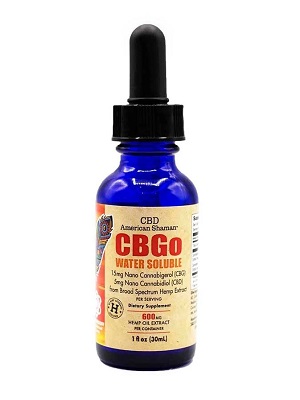 CBD
American Shaman
CBGo
WATER SOLUBLE
15mg Nano Cannabigerol (CBG)
5mg Nano Cannabidiol (CBD)
from Broad Spectrum Hemp Extract
PER SERVING
Dietary Supplement
600MG
HEMP OIL EXTRACT
PER CONTAINER
1 fl oz (30mL)